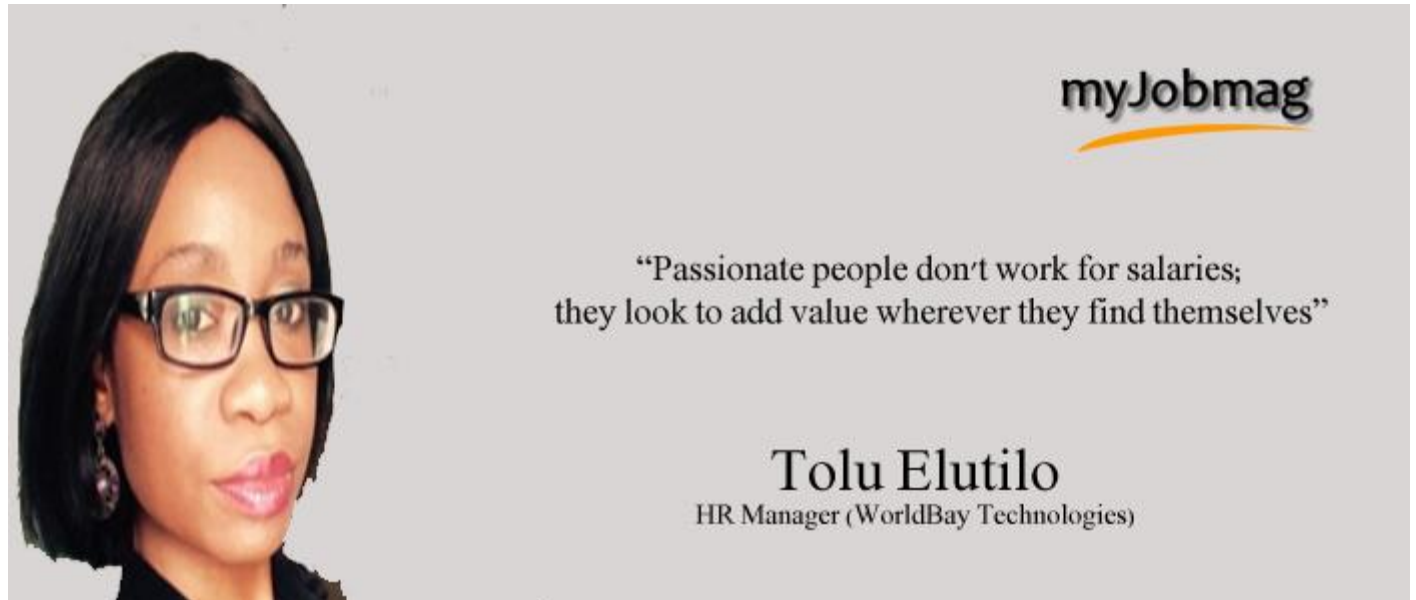 myJobmag
“Passionate people don't work for salaries;
they look to add value wherever they find themselves”
Tolu Elutilo
HR Manager (WorldBay Technologies)